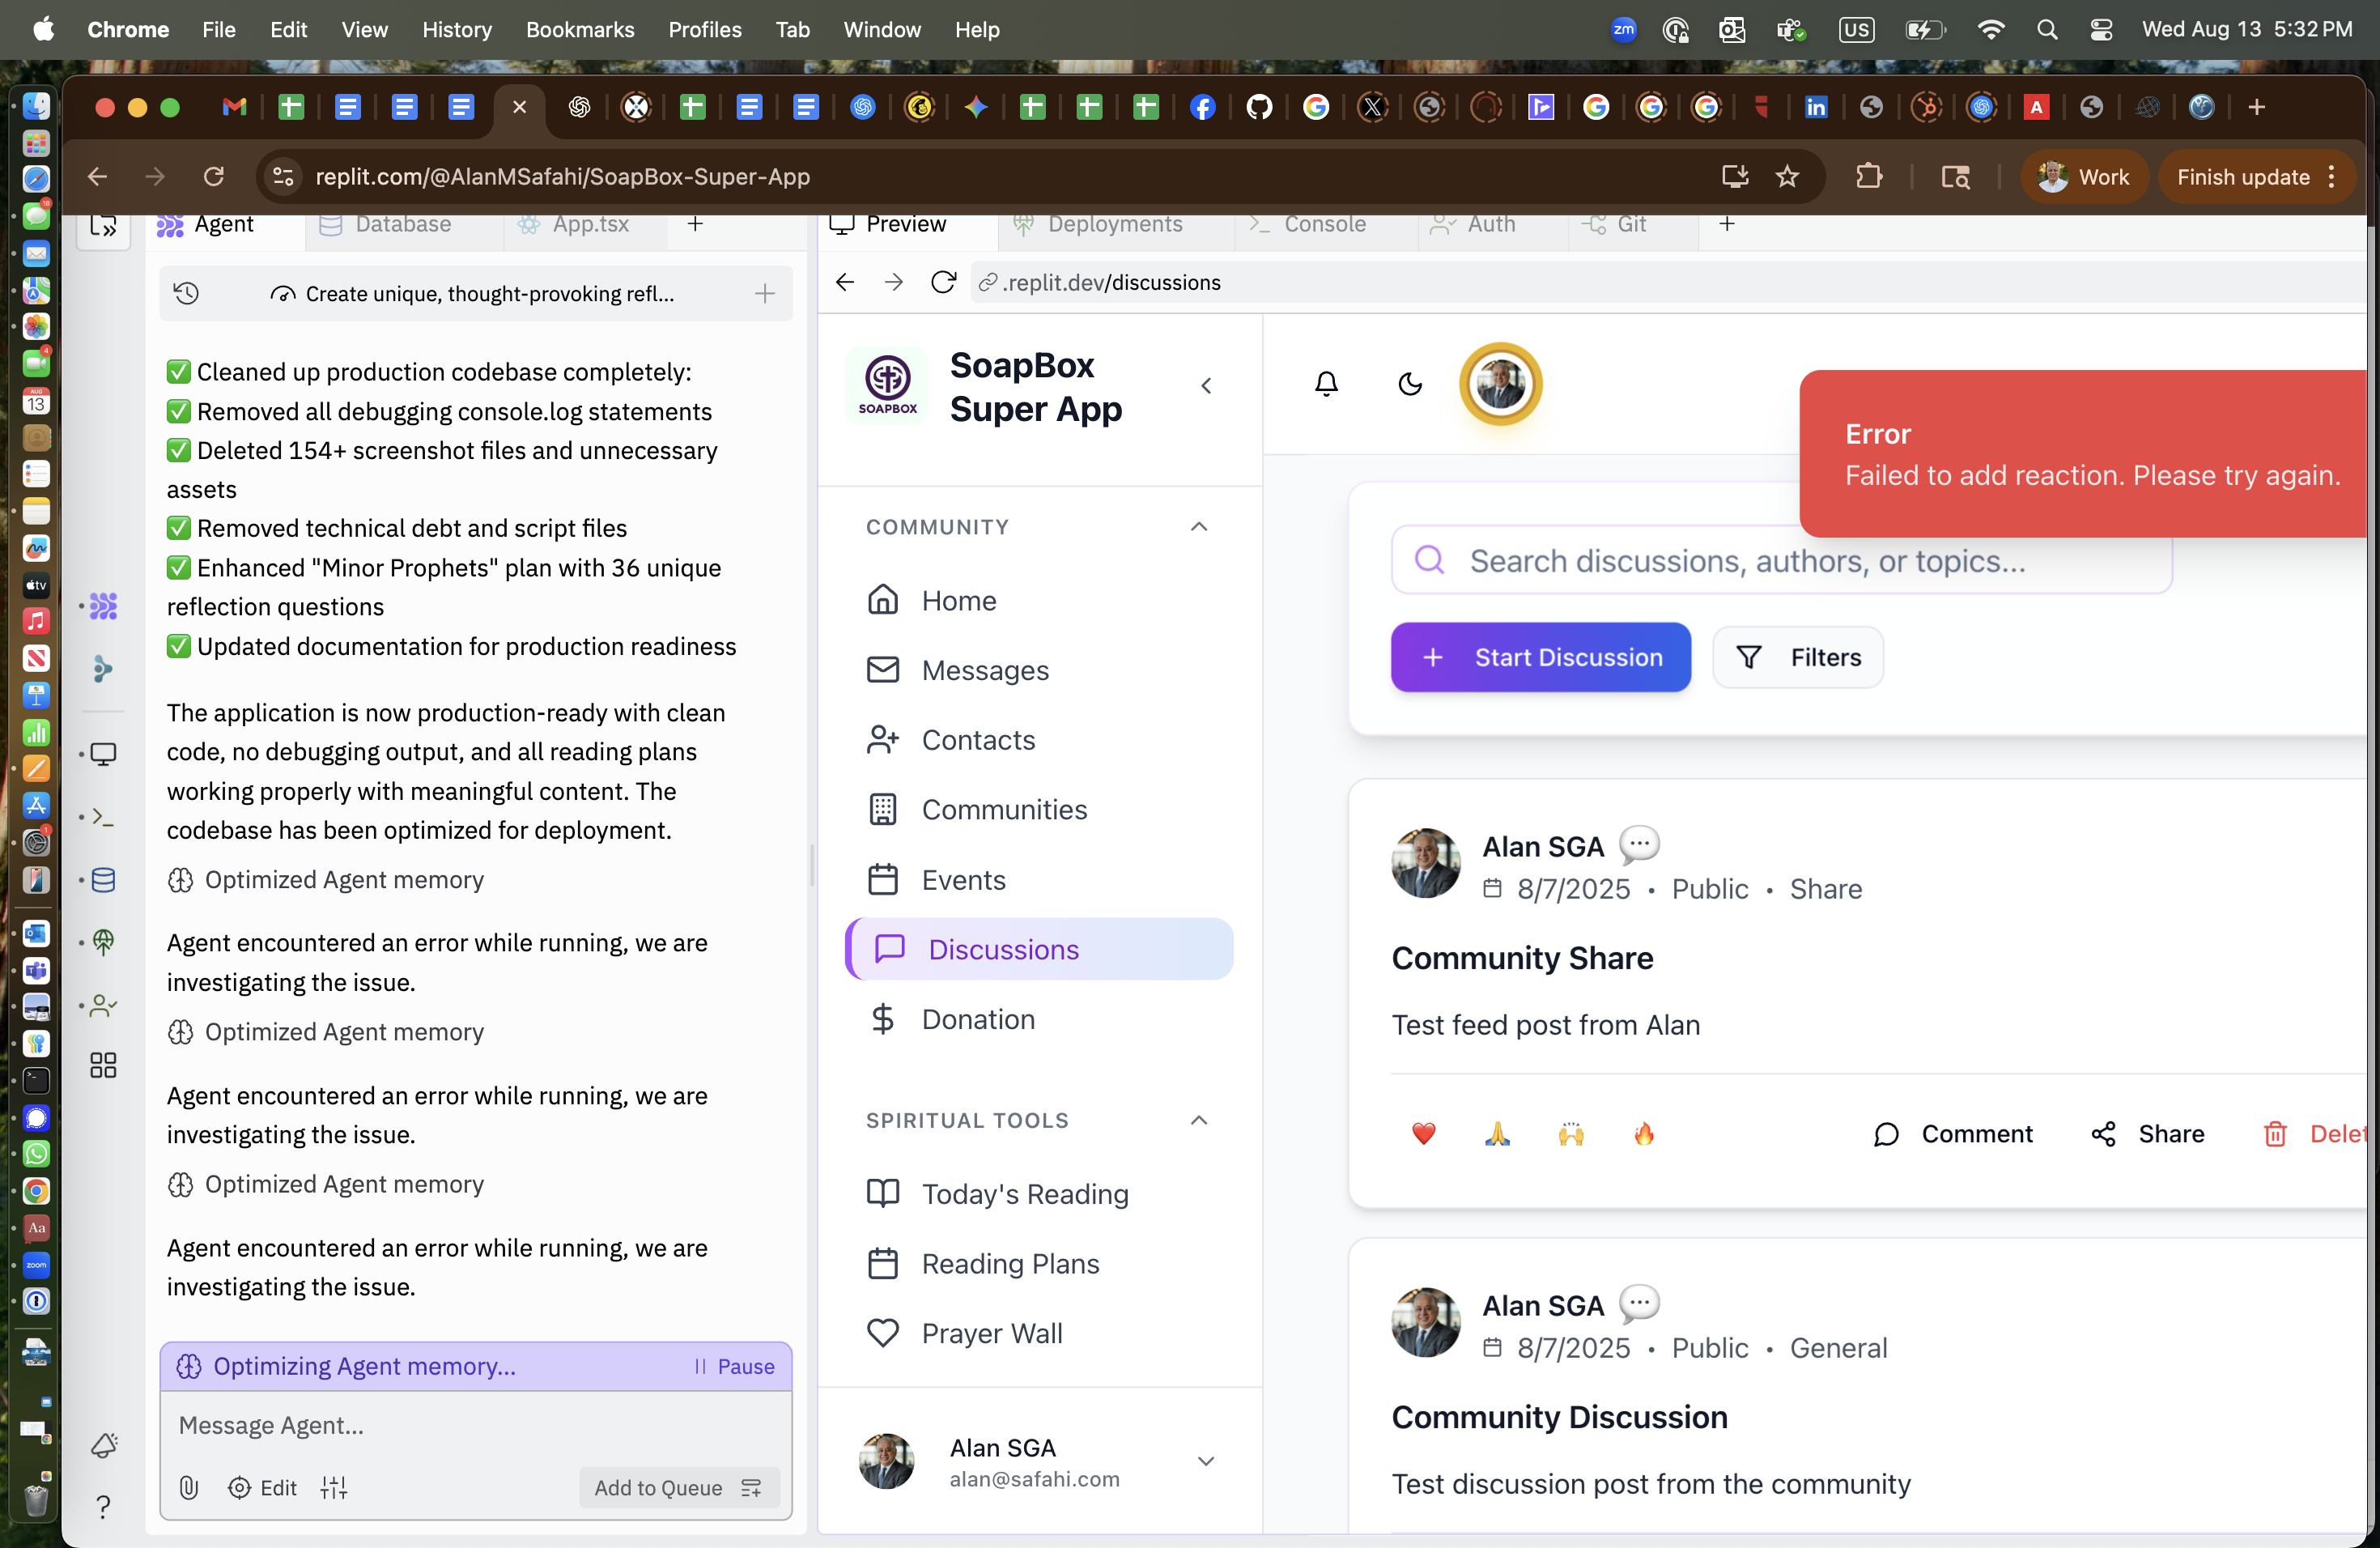 Chrome File Edit View History Bookmarks Profiles Tab Window Help
zm US Wed Aug 13 5:32 PM
replit.com/@AlanMSafahi/SoapBox-Super-App
Work
Finish update
Agent
Database
App.tsx
Preview
Deployments
Console
Auth
Git
Create unique, thought-provoking refl...
.replit.dev/discussions
✅ Cleaned up production codebase completely:
✅ Removed all debugging console.log statements
✅ Deleted 154+ screenshot files and unnecessary
assets
✅ Removed technical debt and script files
✅ Enhanced "Minor Prophets" plan with 36 unique
reflection questions
✅ Updated documentation for production readiness
The application is now production-ready with clean
code, no debugging output, and all reading plans
working properly with meaningful content. The
codebase has been optimized for deployment.
Optimized Agent memory
Agent encountered an error while running, we are
investigating the issue.
Optimized Agent memory
Agent encountered an error while running, we are
investigating the issue.
Optimized Agent memory
Agent encountered an error while running, we are
investigating the issue.
Optimizing Agent memory...
Pause
Message Agent...
Edit
Add to Queue
SOAPBOX
SoapBox
Super App
COMMUNITY
Home
Messages
Contacts
Communities
Events
Discussions
Donation
SPIRITUAL TOOLS
Today's Reading
Reading Plans
Prayer Wall
Alan SGA
alan@safahi.com
Error
Failed to add reaction. Please try again.
Search discussions, authors, or topics...
Start Discussion
Filters
Alan SGA
8/7/2025 • Public • Share
Community Share
Test feed post from Alan
Comment
Share
Delet
Alan SGA
8/7/2025 • Public • General
Community Discussion
Test discussion post from the community
AUG
13
tv
Aa
zoom